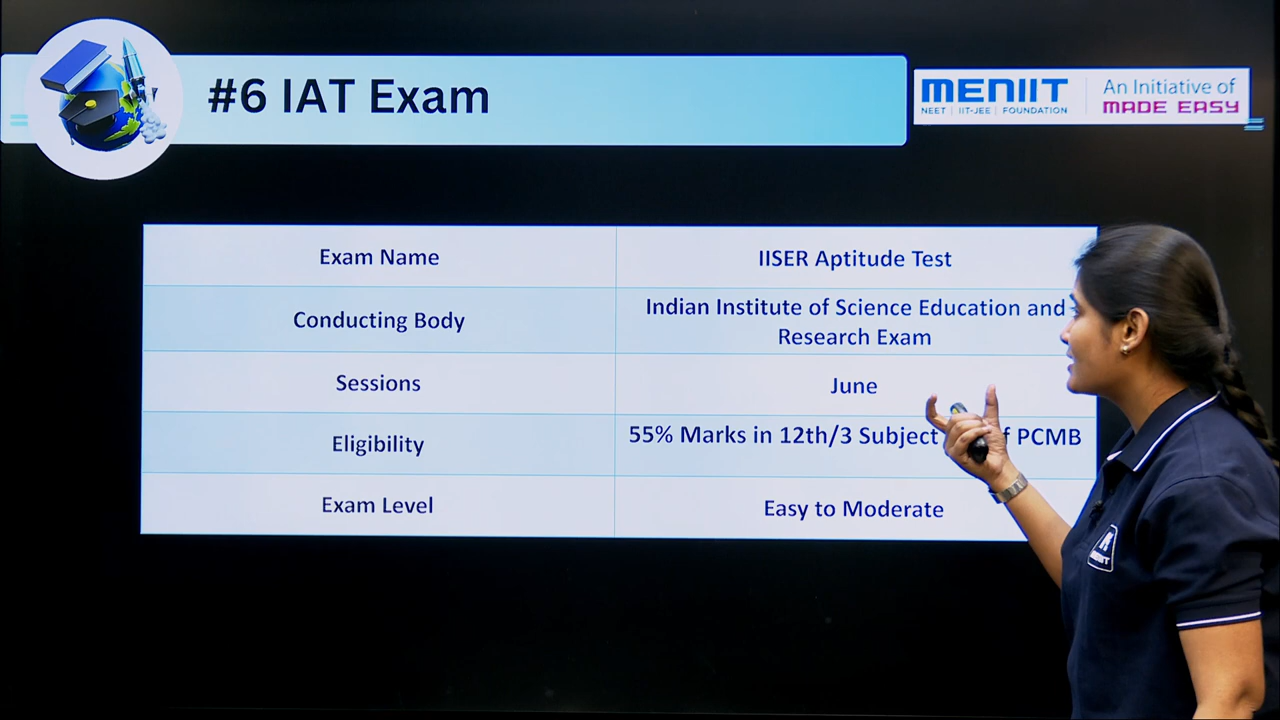 #6 IAT Exam
MENIIT
NEET | IIT-JEE | FOUNDATION
An Initiative of
MADE EASY
Exam Name
IISER Aptitude Test
Conducting Body
Indian Institute of Science Education and
Research Exam
Sessions
June
Eligibility
55% Marks in 12th/3 Subject PCMB
Exam Level
Easy to Moderate
MENIIT